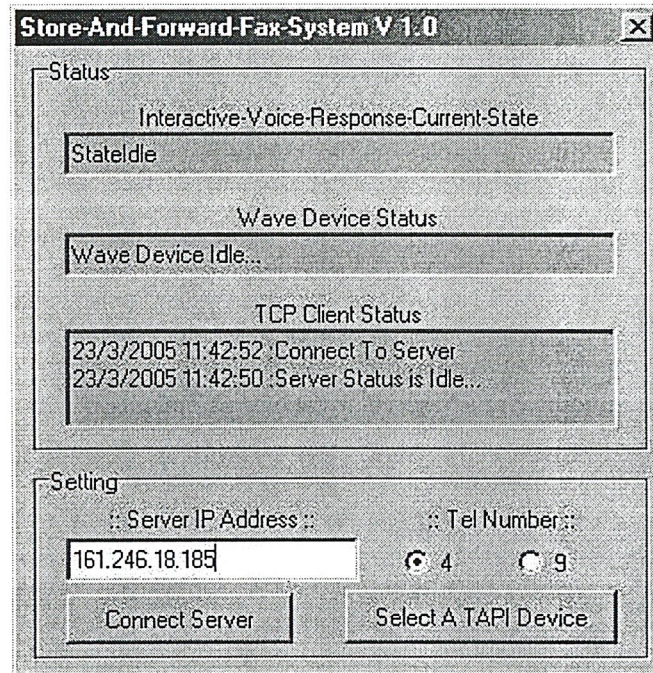 Store-And-Forward-Fax-System V 1.0
Status
Interactive-Voice-Response-Current-State
StateIdle
Wave Device Status
Wave Device Idle...
TCP Client Status
23/3/2005 11:42:52 :Connect To Server
23/3/2005 11:42:50 :Server Status is Idle...
Setting
:: Server IP Address :: :: Tel Number ::
161.246.18.185 4 9
Connect Server Select A TAPI Device